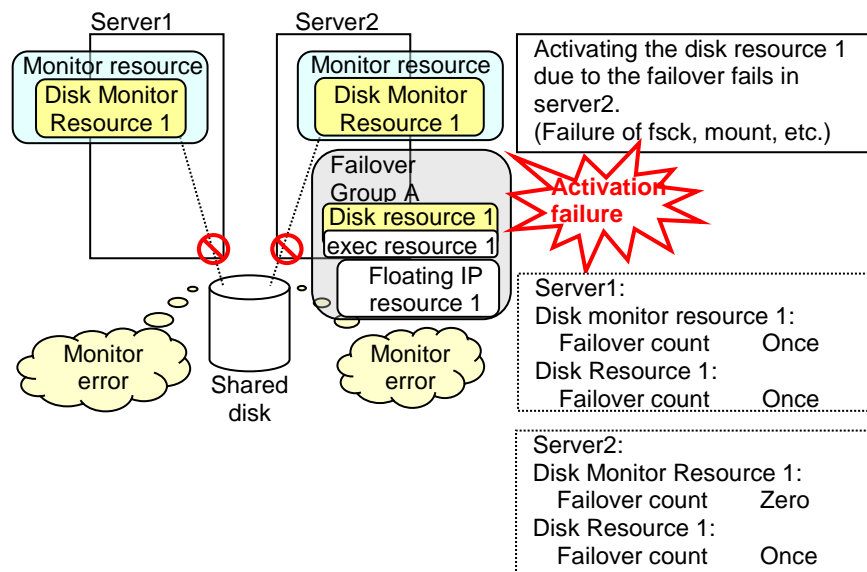 Server1
Server2
Monitor resource
Disk Monitor
Resource 1
Monitor resource
Disk Monitor
Resource 1
Activating the disk resource 1
due to the failover fails in
server2.
(Failure of fsck, mount, etc.)
Failover
Group A
Disk resource 1
exec resource 1
Floating IP
resource 1
Activation
failure
Monitor
error
Shared
disk
Monitor
error
Server1:
Disk monitor resource 1:
Failover count Once
Disk Resource 1:
Failover count Once
Server2:
Disk Monitor Resource 1:
Failover count Zero
Disk Resource 1:
Failover count Once